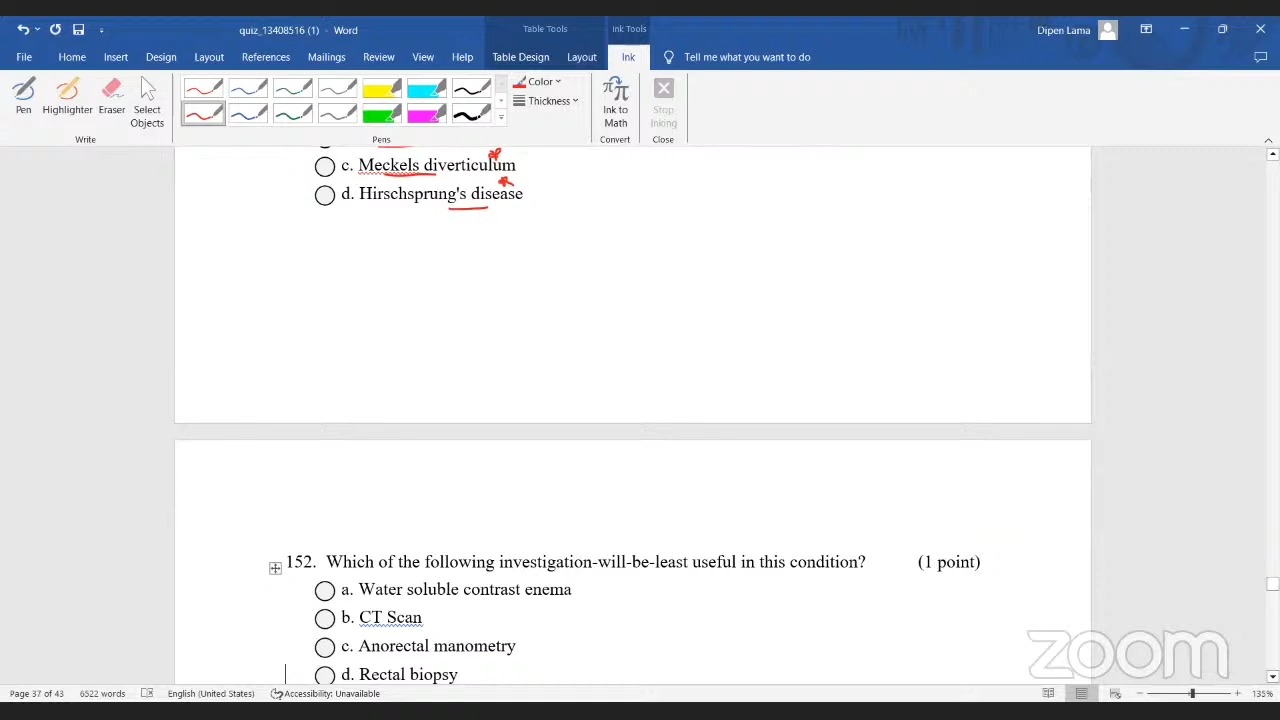 quiz_13408516 (1) - Word
Table Tools
Ink Tools
Dipen Lama
File Home Insert Design Layout References Mailings Review View Help Table Design Layout Ink Tell me what you want to do
Pen
Highlighter
Eraser
Select Objects
Color
Thickness
Ink to Math
Stop Inking
Write
Pens
Convert
Close
c. Meckels diverticulum
d. Hirschsprung's disease
152. Which of the following investigation-will-be-least useful in this condition? (1 point)
a. Water soluble contrast enema
b. CT Scan
c. Anorectal manometry
d. Rectal biopsy
zoom
Page 37 of 43 6522 words English (United States) Accessibility: Unavailable 135%